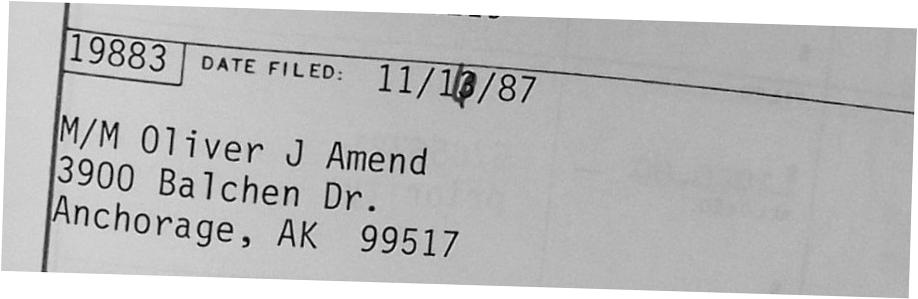 19883 DATE FILED: 11/13/87
M/M Oliver J Amend
3900 Balchen Dr.
Anchorage, AK 99517